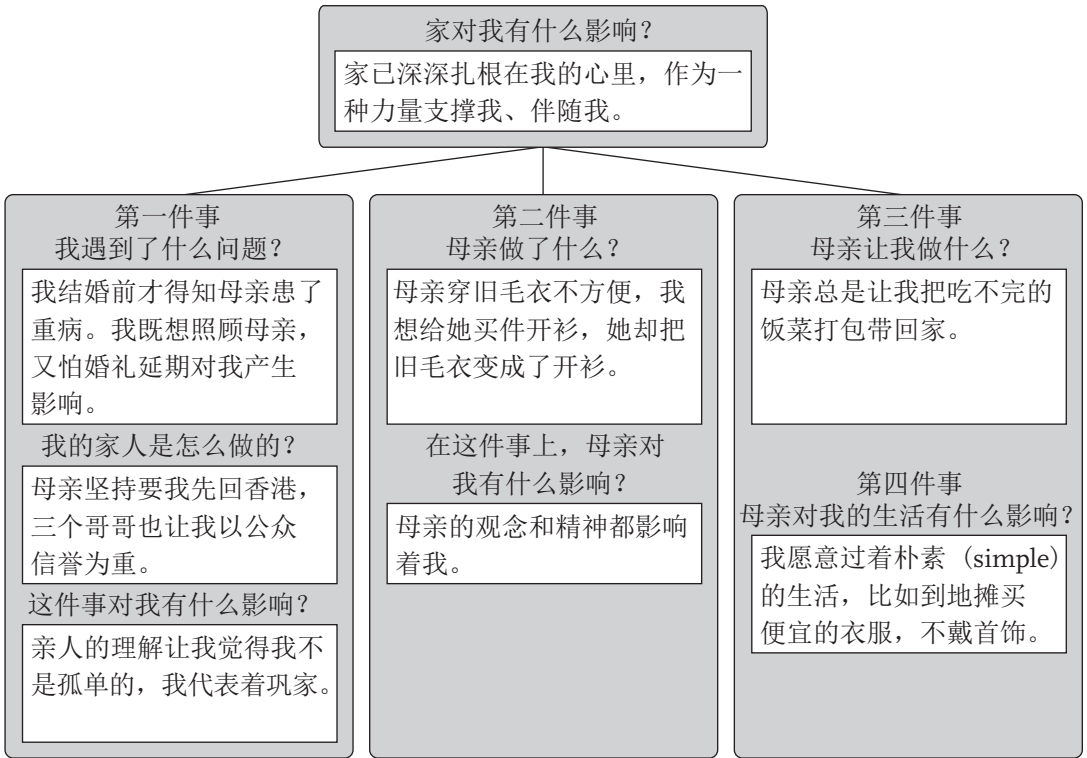 家对我有什么影响？
家已深深扎根在我的心里，作为一
种力量支撑我、伴随我。
第一件事
我遇到了什么问题？
我结婚前才得知母亲患了
重病。我既想照顾母亲，
又怕婚礼延期对我产生
影响。
我的家人是怎么做的？
母亲坚持要我先回香港，
三个哥哥也让我以公众
信誉为重。
这件事对我有什么影响？
亲人的理解让我觉得我不
是孤单的，我代表着巩家。
第二件事
母亲做了什么？
母亲穿旧毛衣不方便，我
想给她买件开衫，她却把
旧毛衣变成了开衫。
在这件事上，母亲对
我有什么影响？
母亲的观念和精神都影响
着我。
第三件事
母亲让我做什么？
母亲总是让我把吃不完的
饭菜打包带回家。
第四件事
母亲对我的生活有什么影响？
我愿意过着朴素（simple）
的生活，比如到地摊买
便宜的衣服，不戴首饰。